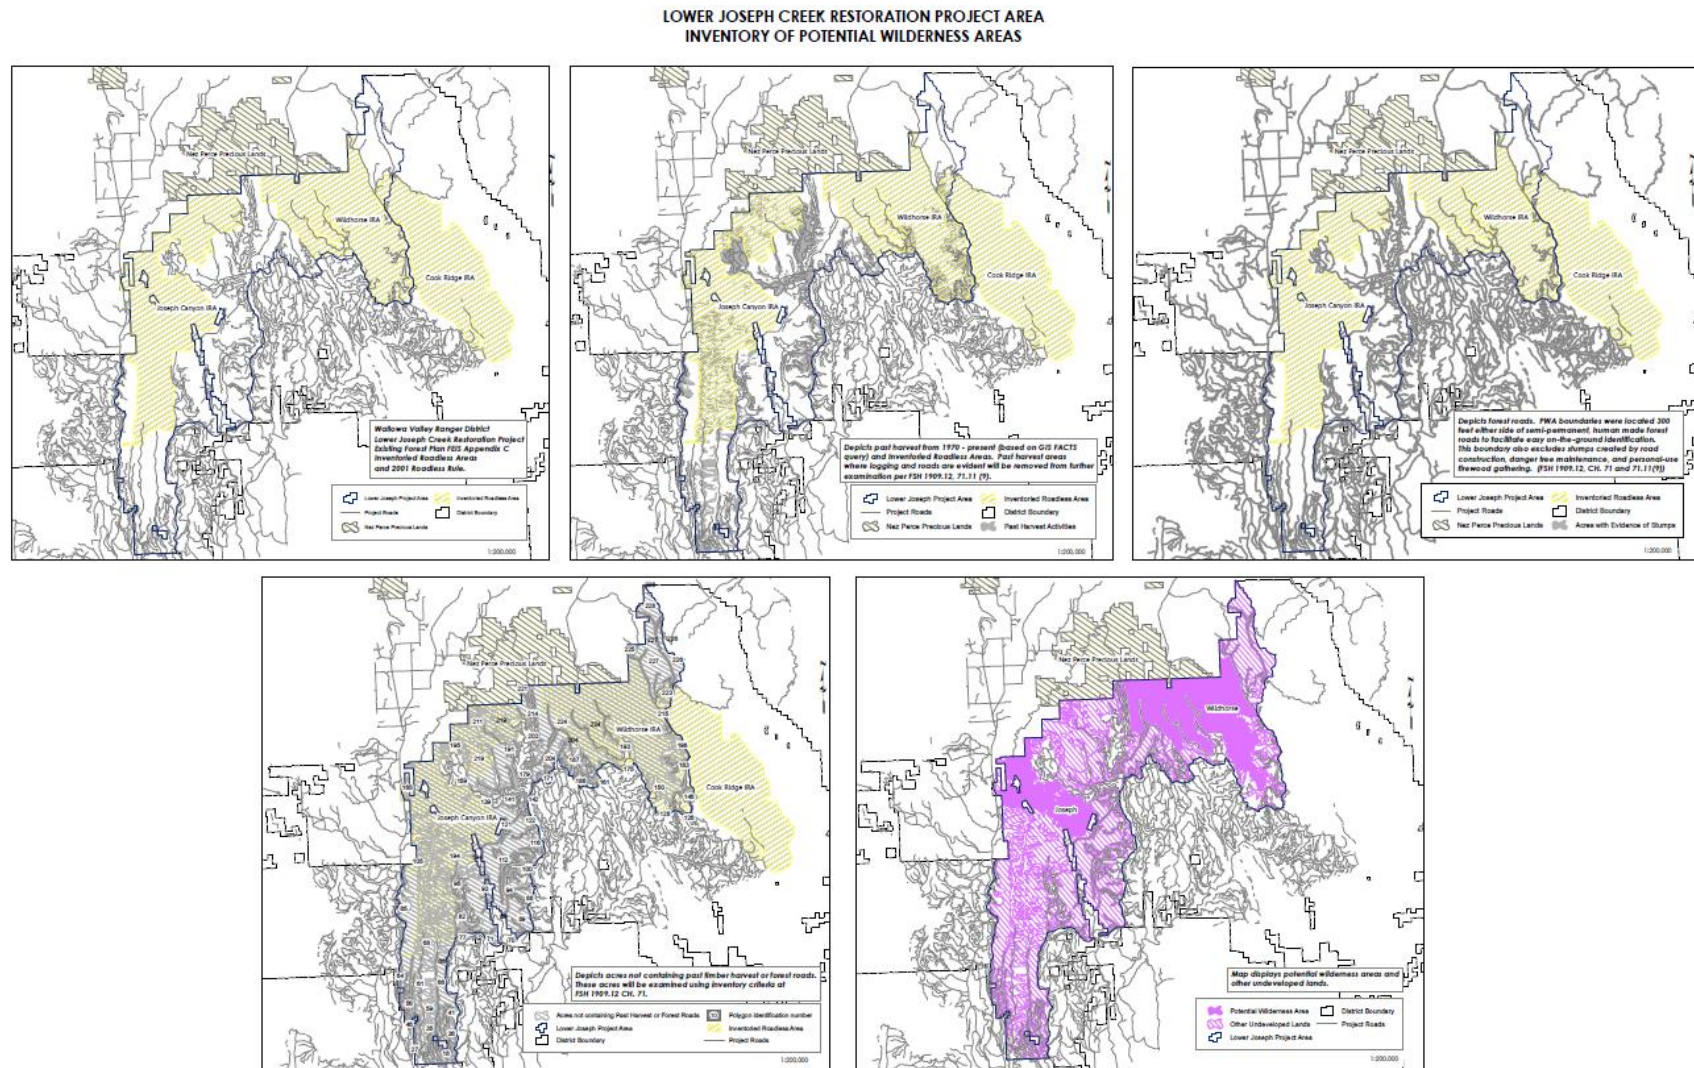 LOWER JOSEPH CREEK RESTORATION PROJECT AREA
INVENTORY OF POTENTIAL WILDERNESS AREAS
Nez Perce Precious Lands
Wildhorse IRA
Cook Ridge IRA
Joseph Canyon IRA
Wallowa Valley Ranger District
Lower Joseph Creek Restoration Project
Existing Forest Plan FEIS Appendix C
Inventoried Roadless Areas
and 2001 Roadless Rule.
Lower Joseph Project Area
Inventoried Roadless Area
Project Roads
District Boundary
Nez Perce Precious Lands
1:200,000
Nez Perce Precious Lands
Wildhorse IRA
Cook Ridge IRA
Joseph Canyon IRA
Depicts past harvest from 1970 - present (based on GIS FACTS
query) and Inventoried Roadless Areas. Past harvest areas
where logging and roads are evident will be removed from further
examination per FSH 1909.12, 71.11 (9).
Lower Joseph Project Area
Inventoried Roadless Area
Project Roads
District Boundary
Nez Perce Precious Lands
Past Harvest Activities
1:200,000
Nez Perce Precious Lands
Wildhorse IRA
Cook Ridge IRA
Joseph Canyon IRA
Depicts forest roads. PWA boundaries were located 300
feet either side of semi-permanent, human made forest
roads to facilitate easy on-the-ground identification.
This boundary also excludes stumps created by road
construction, danger tree maintenance, and personal-use
firewood gathering. (FSH 1909.12, CH. 71 and 71.11(9))
Lower Joseph Project Area
Inventoried Roadless Area
Project Roads
District Boundary
Nez Perce Precious Lands
Acres with Evidence of Stumps
1:200,000
Nez Perce Precious Lands
228
227
223
221
211
214
224
202
Wildhorse IRA
195
191
219
193
Cook Ridge IRA
Joseph Canyon IRA
194
112
Depicts acres not containing past timber harvest or forest roads.
These acres will be examined using inventory criteria at
FSH 1909.12 CH. 71.
Acres not containing Past Harvest or Forest Roads
Polygon Identification number
Lower Joseph Project Area
Inventoried Roadless Area
District Boundary
Project Roads
1:200,000
Nez Perce Precious Lands
Wildhorse
Joseph
Map displays potential wilderness areas and
other undeveloped lands.
Potential Wilderness Area
District Boundary
Other Undeveloped Lands
Project Roads
Lower Joseph Project Area
1:200,000